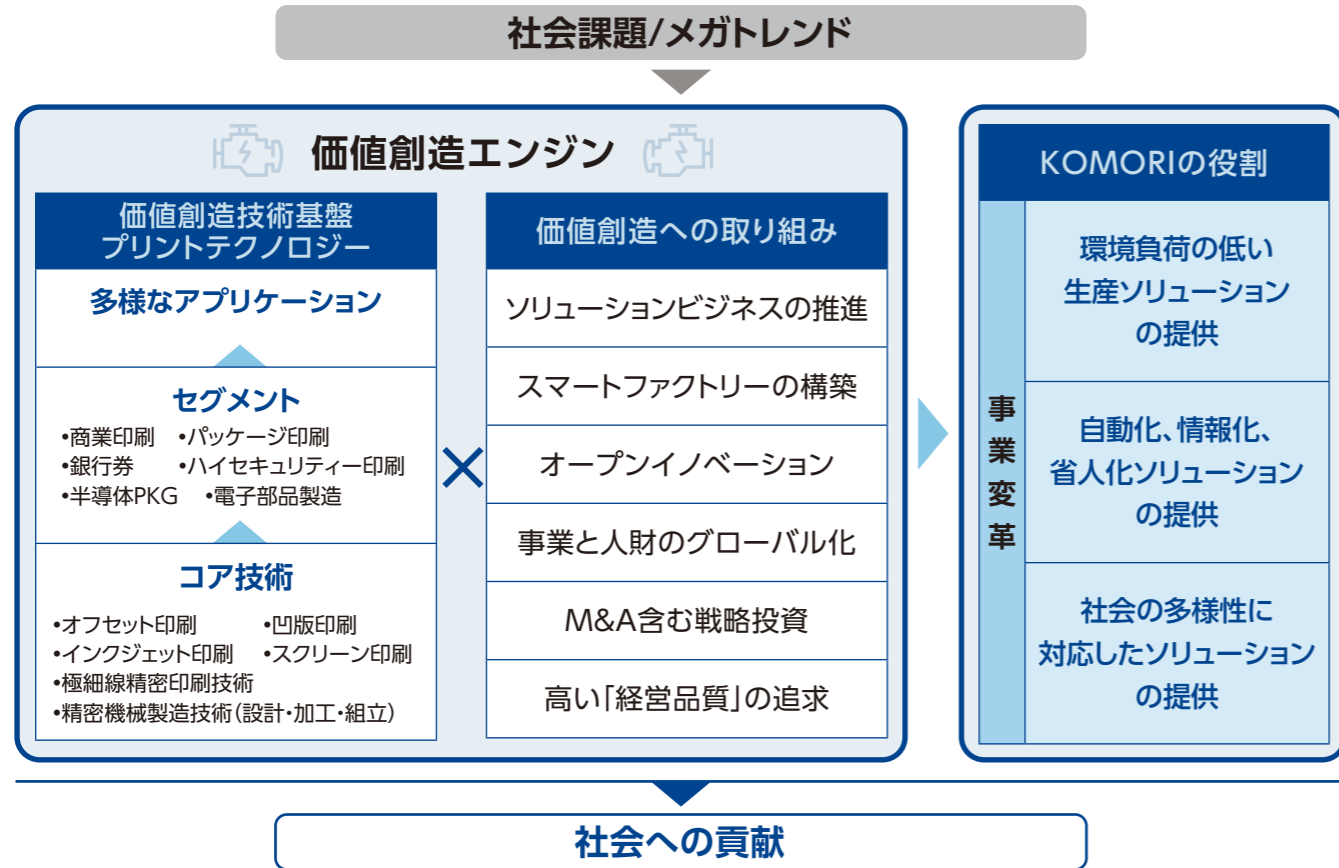 社会課題/メガトレンド
価値創造エンジン
価値創造技術基盤
プリントテクノロジー
多様なアプリケーション
セグメント
•商業印刷 •パッケージ印刷
•銀行券 •ハイセキュリティー印刷
•半導体PKG •電子部品製造
コア技術
•オフセット印刷 •凹版印刷
•インクジェット印刷 •スクリーン印刷
•極細線精密印刷技術
•精密機械製造技術(設計・加工・組立)
×
価値創造への取り組み
ソリューションビジネスの推進
スマートファクトリーの構築
オープンイノベーション
事業と人財のグローバル化
M&A含む戦略投資
高い「経営品質」の追求
KOMORIの役割
事業変革
環境負荷の低い
生産ソリューション
の提供
自動化、情報化、
省人化ソリューション
の提供
社会の多様性に
対応したソリューション
の提供
社会への貢献